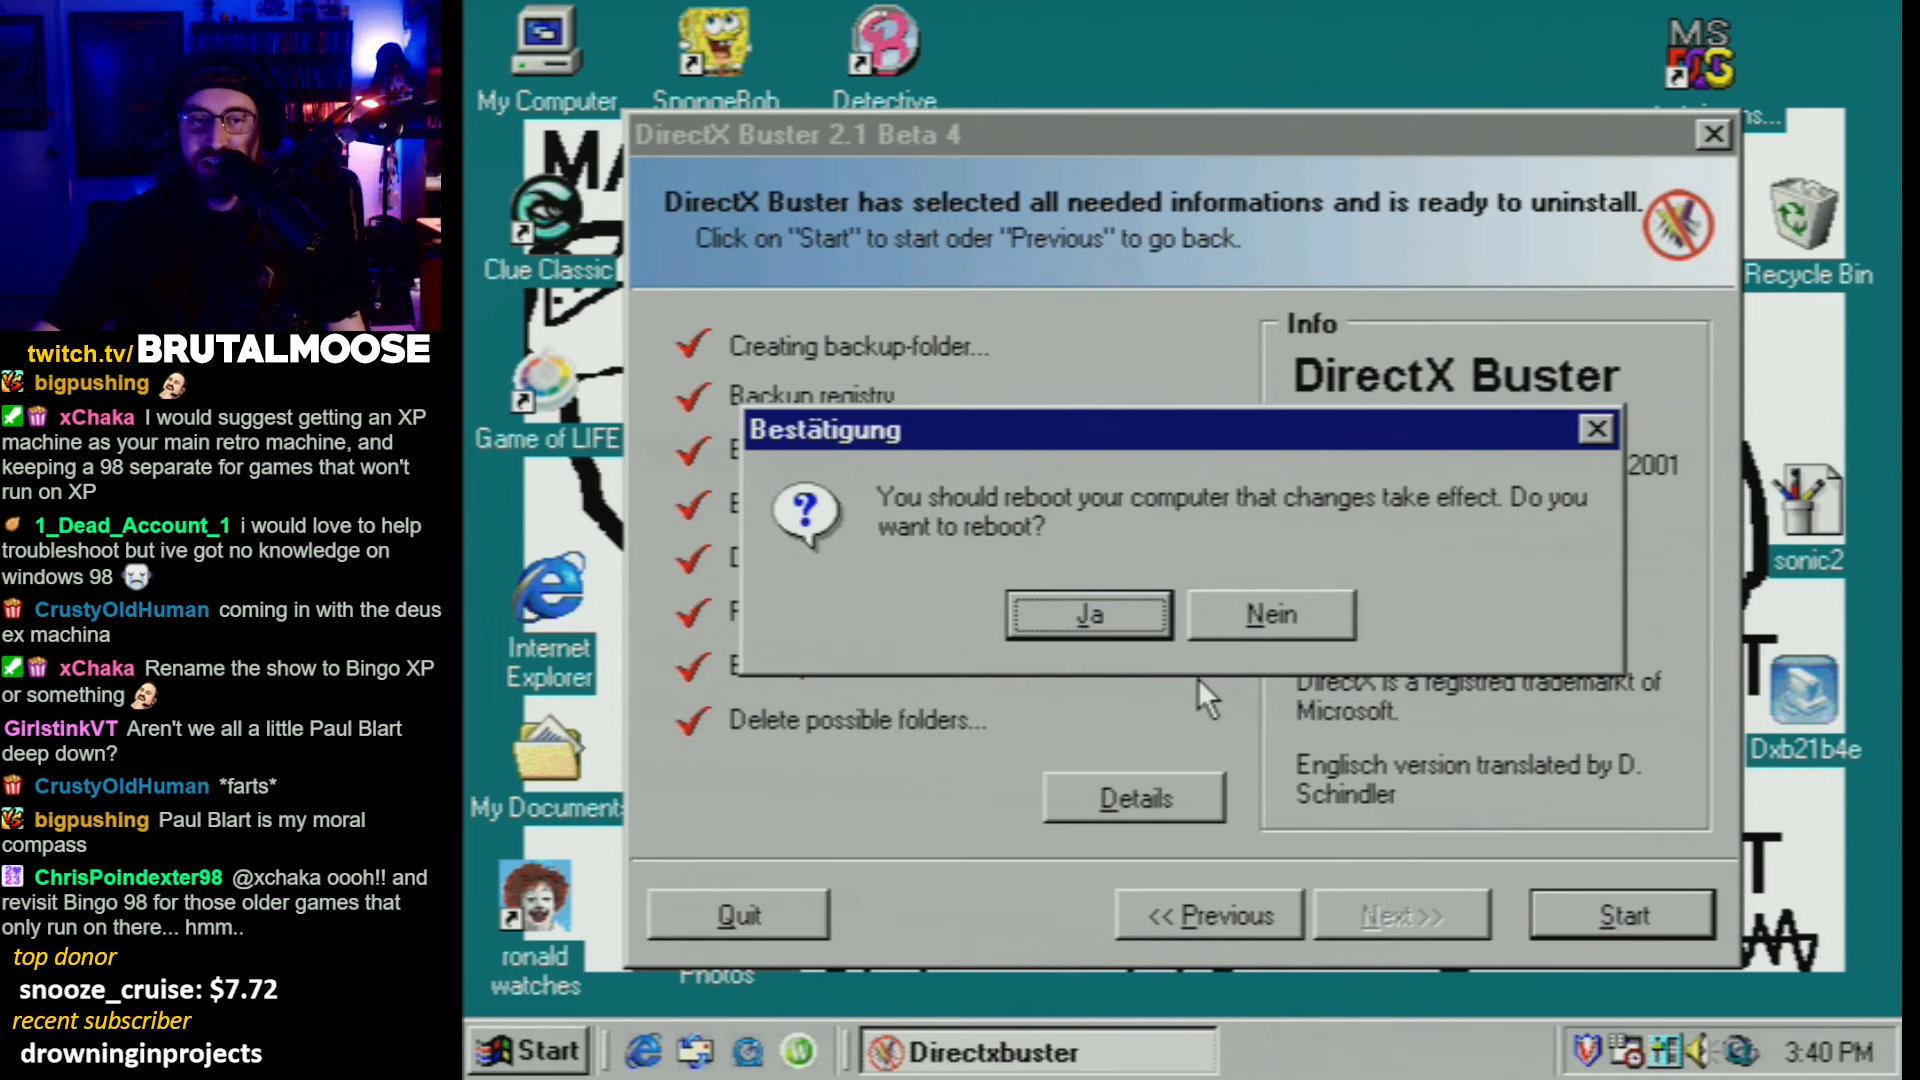 twitch.tv/BRUTALMOOSE
bigpushing
xChaka I would suggest getting an XP
machine as your main retro machine, and
keeping a 98 separate for games that won't
run on XP
1_Dead_Account_1 i would love to help
troubleshoot but ive got no knowledge on
windows 98
CrustyOldHuman coming in with the deus
ex machina
xChaka Rename the show to Bingo XP
or something
GirlstinkVT Aren't we all a little Paul Blart
deep down?
CrustyOldHuman *farts*
bigpushing Paul Blart is my moral
compass
ChrisPoindexter98 @xchaka oooh!! and
revisit Bingo 98 for those older games that
only run on there... hmm..
top donor
snooze_cruise: $7.72
recent subscriber
drowninginprojects
My Computer
SpongeBob
Detective
MS
Clue Classic
Game of LIFE
Internet
Explorer
My Documents
ronald
watches
Photos
Recycle Bin
sonic2
Dxb21b4e
DirectX Buster 2.1 Beta 4
DirectX Buster has selected all needed informations and is ready to uninstall.
Click on "Start" to start oder "Previous" to go back.
Creating backup-folder...
Backup registry
Delete possible folders...
Info
DirectX Buster
2001
DirectX is a registred trademarkt of
Microsoft.
Englisch version translated by D.
Schindler
Bestätigung
You should reboot your computer that changes take effect. Do you
want to reboot?
Ja
Nein
Details
Quit
<< Previous
Next >>
Start
Start
Directxbuster
3:40 PM